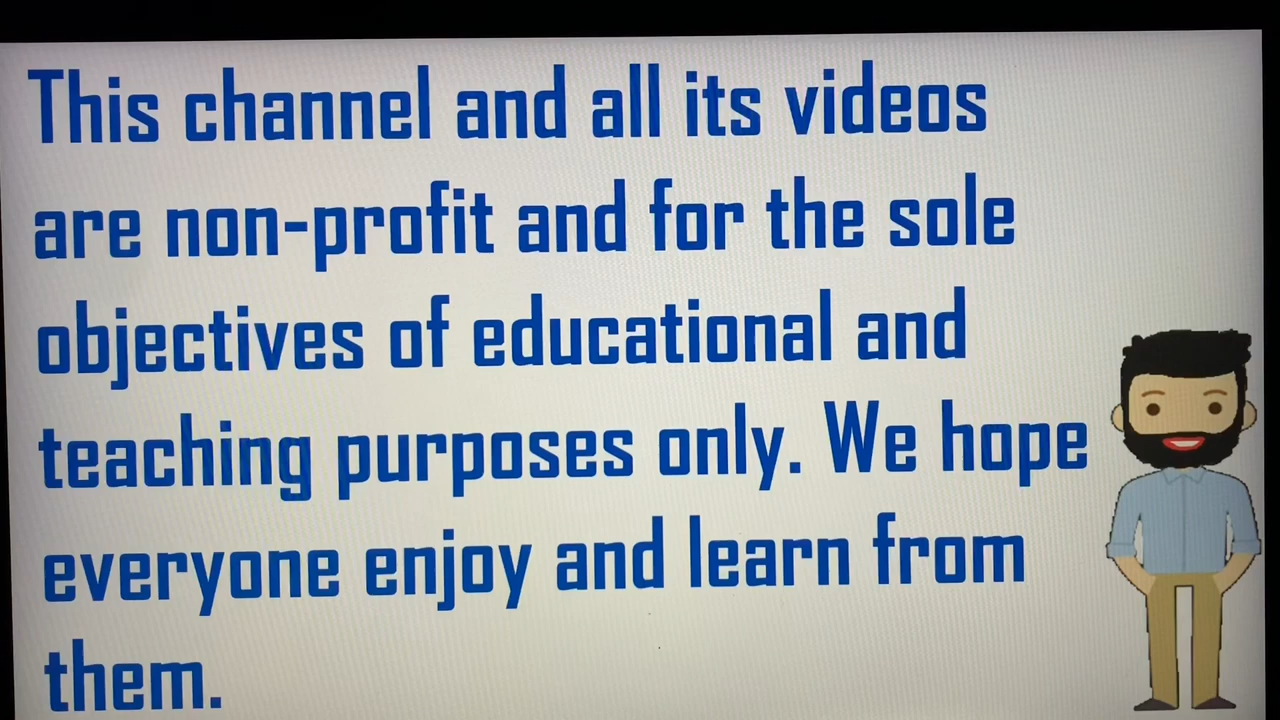 This channel and all its videos
are non-profit and for the sole
objectives of educational and
teaching purposes only. We hope
everyone enjoy and learn from
them.